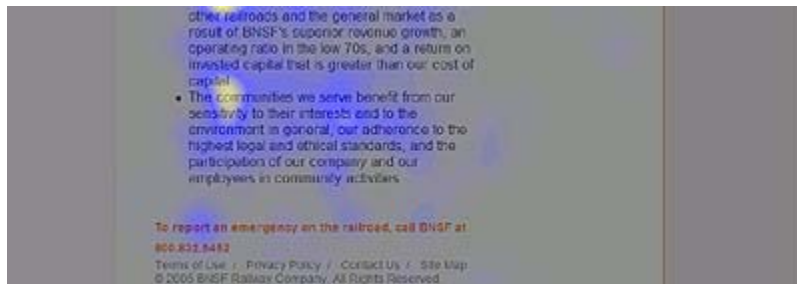 other railroads and the general market as a
result of BNSF's superior revenue growth, an
operating ratio in the low 70s, and a return on
invested capital that is greater than our cost of
capital
• The communities we serve benefit from our
sensitivity to their interests and to the
environment in general, our adherence to the
highest legal and ethical standards, and the
participation of our company and our
employees in community activities
To report an emergency on the railroad, call BNSF at
800.832.5452
Terms of Use / Privacy Policy / Contact Us / Site Map
© 2005 BNSF Railway Company. All Rights Reserved